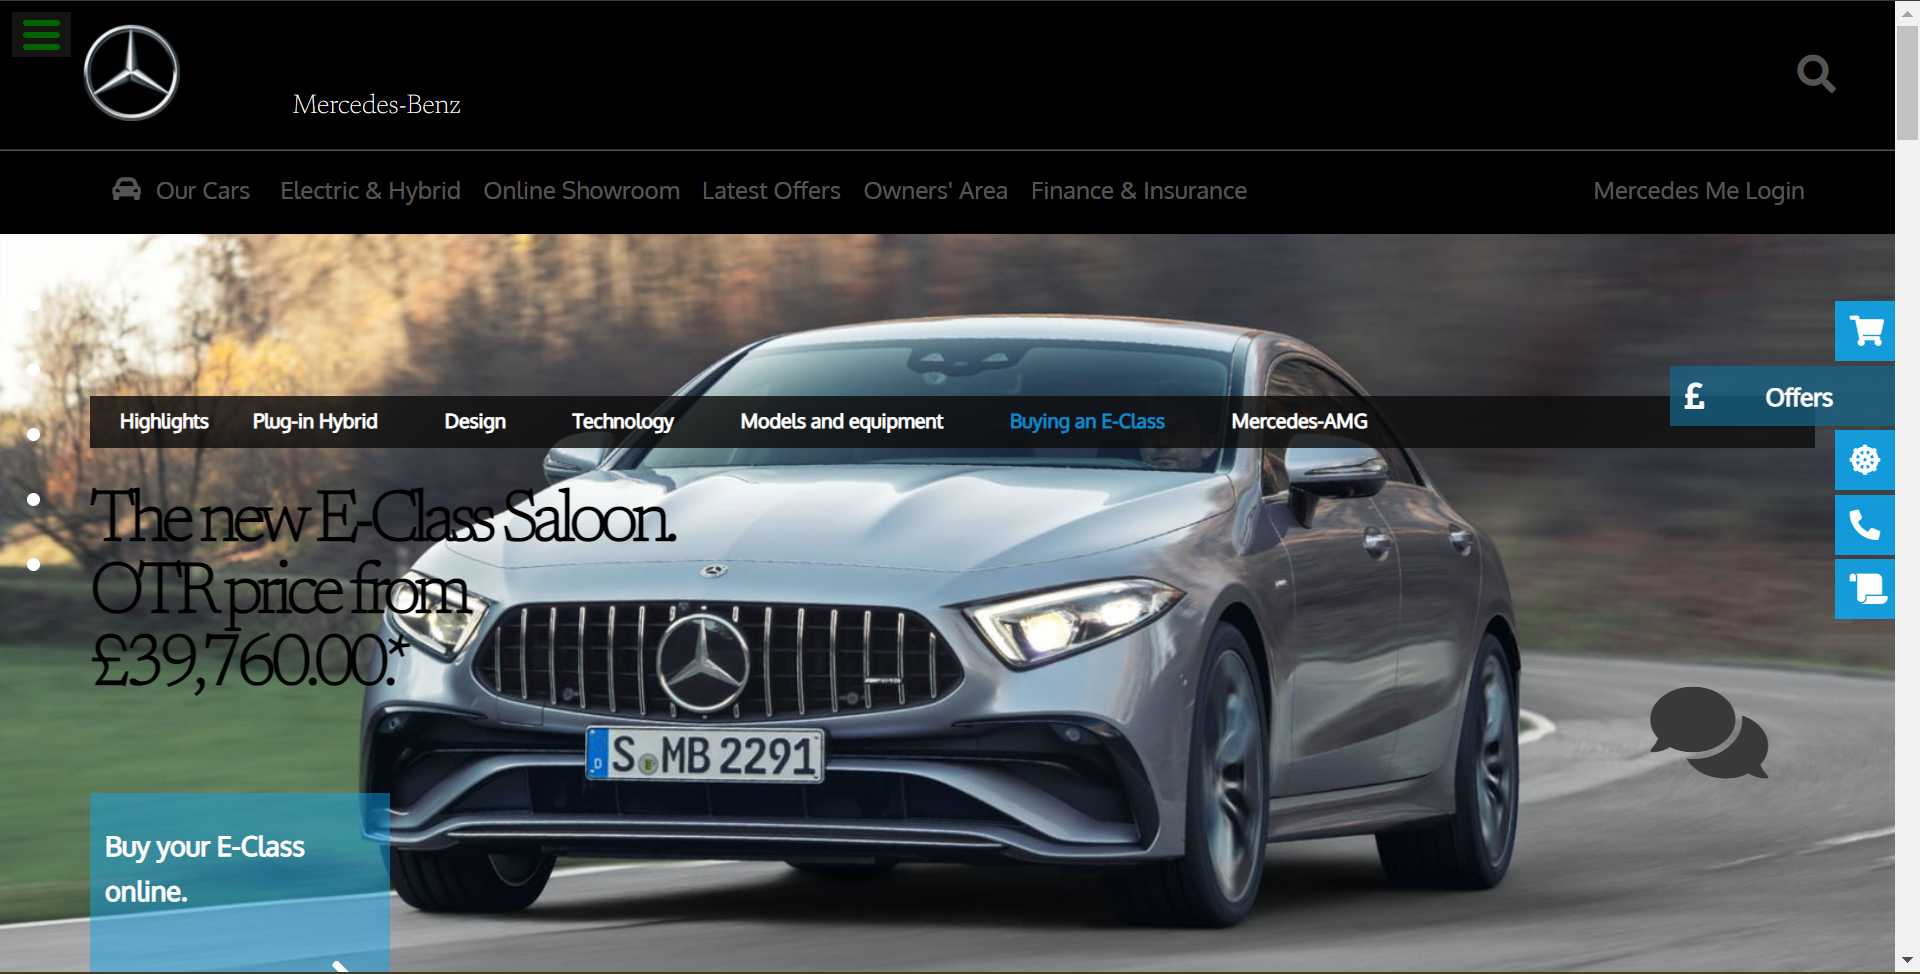 Mercedes-Benz
Our Cars Electric & Hybrid Online Showroom Latest Offers Owners' Area Finance & Insurance Mercedes Me Login
£ Offers
Highlights Plug-in Hybrid Design Technology Models and equipment Buying an E-Class Mercedes-AMG
The new E-Class Saloon.
OTR price from
£39,760.00.*
S MB 2291
D
Buy your E-Class
online.